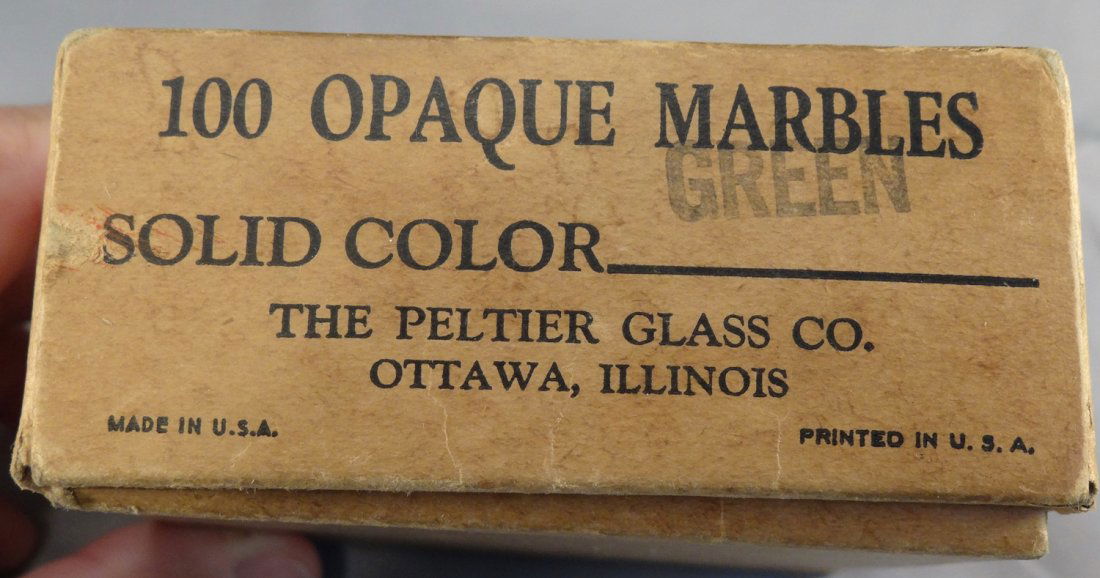 100 OPAQUE MARBLES
GREEN
SOLID COLOR
THE PELTIER GLASS CO.
OTTAWA, ILLINOIS
MADE IN U.S.A.
PRINTED IN U. S. A.